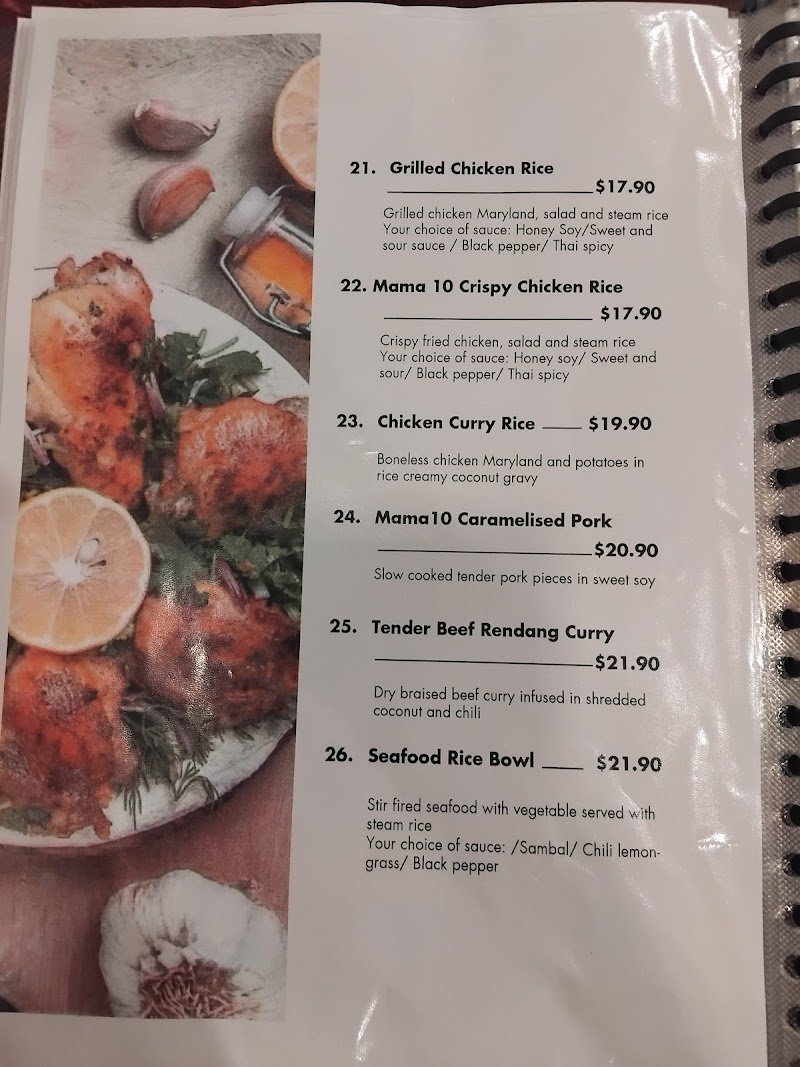 21. Grilled Chicken Rice
$17.90
Grilled chicken Maryland, salad and steam rice
Your choice of sauce: Honey Soy/Sweet and
sour sauce / Black pepper/ Thai spicy
22. Mama 10 Crispy Chicken Rice
$17.90
Crispy fried chicken, salad and steam rice
Your choice of sauce: Honey soy/ Sweet and
sour/ Black pepper/ Thai spicy
23. Chicken Curry Rice $19.90
Boneless chicken Maryland and potatoes in
rice creamy coconut gravy
24. Mama10 Caramelised Pork
$20.90
Slow cooked tender pork pieces in sweet soy
25. Tender Beef Rendang Curry
$21.90
Dry braised beef curry infused in shredded
coconut and chili
26. Seafood Rice Bowl $21.90
Stir fired seafood with vegetable served with
steam rice
Your choice of sauce: /Sambal/ Chili lemon-
grass/ Black pepper